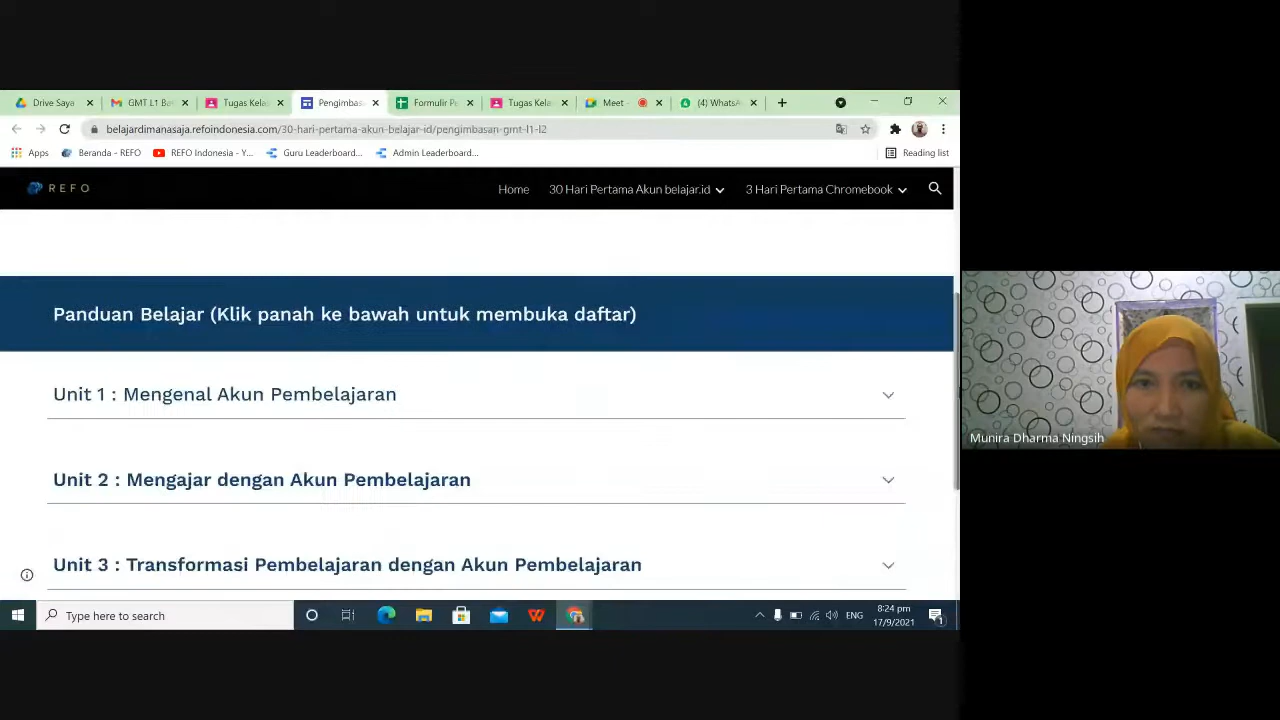 Drive Saya
GMT L1 Ba
Tugas Kela
Pengimbas
Formulir Pe
Tugas Kela
Meet
(4) WhatsA
belajardimanasaja.refoindonesia.com/30-hari-pertama-akun-belajar-id/pengimbasan-gmt-l1-l2
Apps
Beranda - REFO
REFO Indonesia - Y...
Guru Leaderboard...
Admin Leaderboard...
Reading list
REFO
Home
30 Hari Pertama Akun belajar.id
3 Hari Pertama Chromebook
Panduan Belajar (Klik panah ke bawah untuk membuka daftar)
Unit 1 : Mengenal Akun Pembelajaran
Unit 2 : Mengajar dengan Akun Pembelajaran
Unit 3 : Transformasi Pembelajaran dengan Akun Pembelajaran
Munira Dharma Ningsih
Type here to search
ENG
8:24 pm
17/9/2021
1